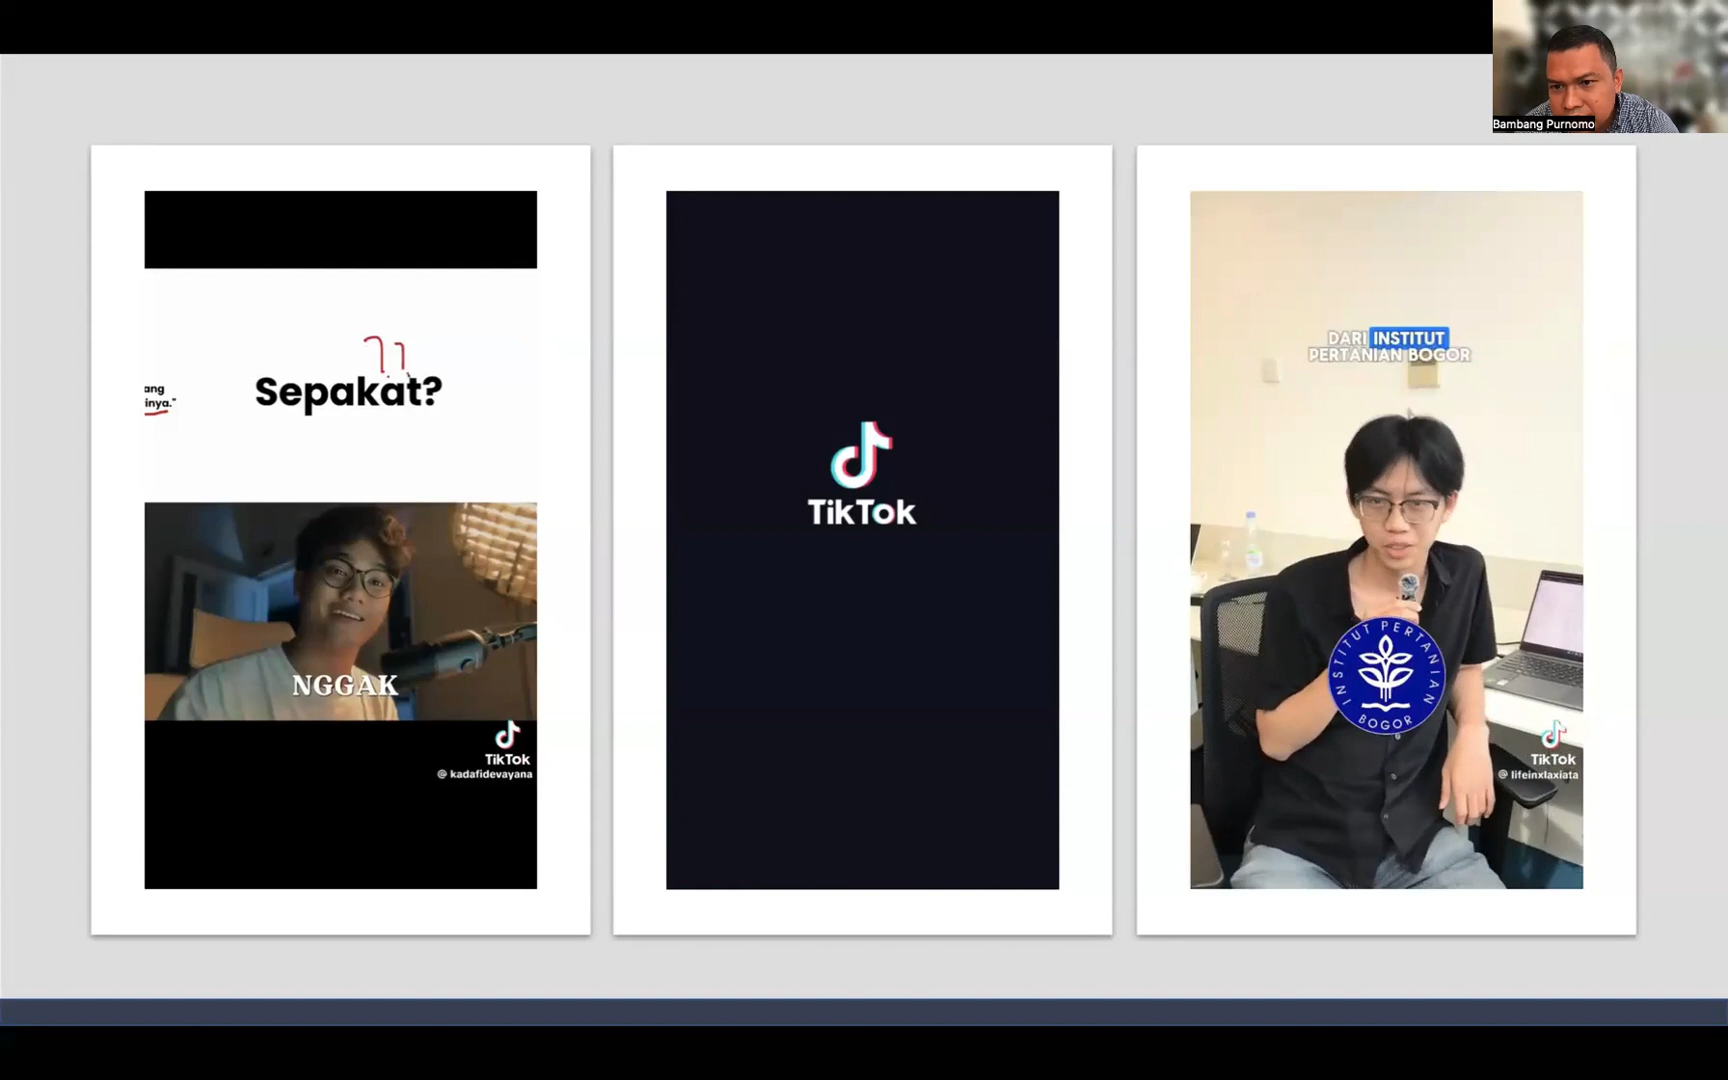 Bambang Purnomo
ang
inya."
??
Sepakat?
NGGAK
TikTok
@ kadafidevayana
TikTok
DARI INSTITUT
PERTANIAN BOGOR
INSTITUT PERTANIAN
BOGOR
TikTok
@ lifeinxlaxiata